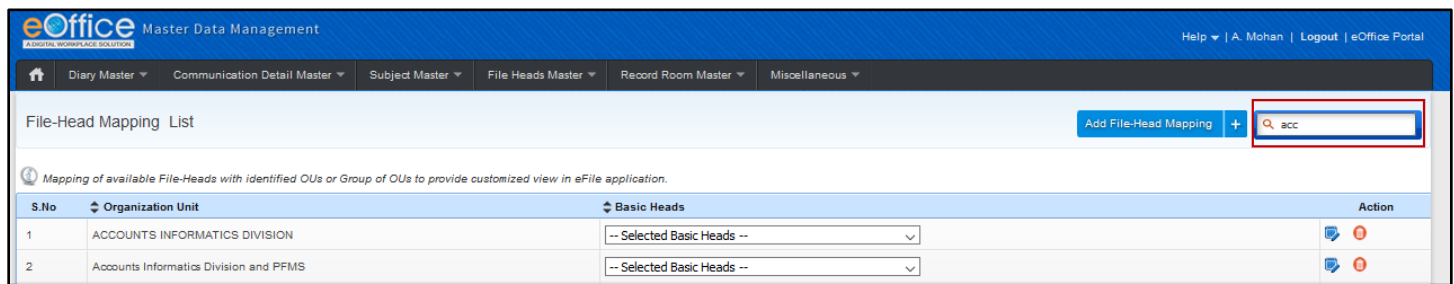 eOffice Master Data Management
A DIGITAL WORKPLACE SOLUTION
Help | A. Mohan | Logout | eOffice Portal
Diary Master Communication Detail Master Subject Master File Heads Master Record Room Master Miscellaneous
File-Head Mapping List Add File-Head Mapping + acc
Mapping of available File-Heads with identified OUs or Group of OUs to provide customized view in eFile application.
S.No Organization Unit Basic Heads Action
1 ACCOUNTS INFORMATICS DIVISION -- Selected Basic Heads --
2 Accounts Informatics Division and PFMS -- Selected Basic Heads --